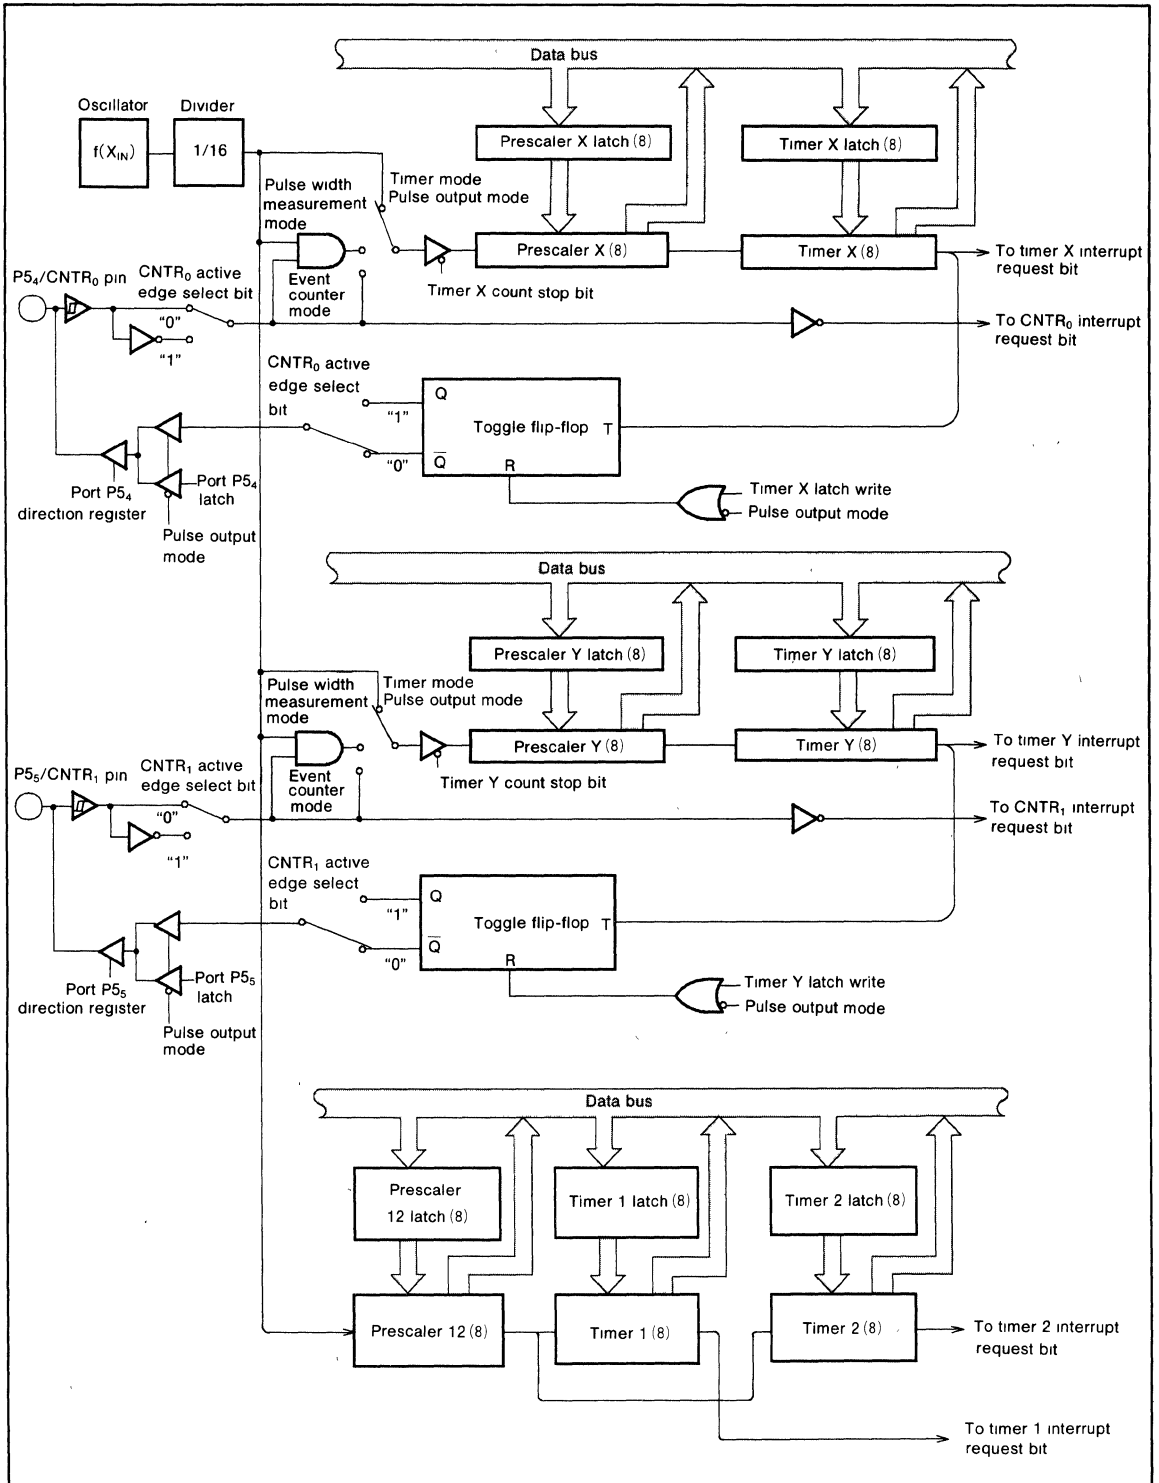 Data bus
Oscillator
Divider
f(XIN)
1/16
Prescaler X latch (8)
Timer X latch (8)
Pulse width
measurement
mode
Timer mode
Pulse output mode
Prescaler X (8)
Timer X (8)
To timer X interrupt
request bit
P54/CNTR0 pin
CNTR0 active
edge select bit
Event
counter
mode
Timer X count stop bit
"0"
"1"
To CNTR0 interrupt
request bit
CNTR0 active
edge select
bit
"1"
"0"
Q
Q̅
Toggle flip-flop
T
R
Port P54
direction register
Port P54
latch
Pulse output
mode
Timer X latch write
Pulse output mode
Data bus
Prescaler Y latch (8)
Timer Y latch (8)
Pulse width
measurement
mode
Timer mode
Pulse output mode
Prescaler Y (8)
Timer Y (8)
To timer Y interrupt
request bit
P55/CNTR1 pin
CNTR1 active
edge select bit
Event
counter
mode
Timer Y count stop bit
"0"
"1"
To CNTR1 interrupt
request bit
CNTR1 active
edge select
bit
"1"
"0"
Q
Q̅
Toggle flip-flop
T
R
Port P55
direction register
Port P55
latch
Pulse output
mode
Timer Y latch write
Pulse output mode
Data bus
Prescaler
12 latch (8)
Timer 1 latch (8)
Timer 2 latch (8)
Prescaler 12 (8)
Timer 1 (8)
Timer 2 (8)
To timer 2 interrupt
request bit
To timer 1 interrupt
request bit